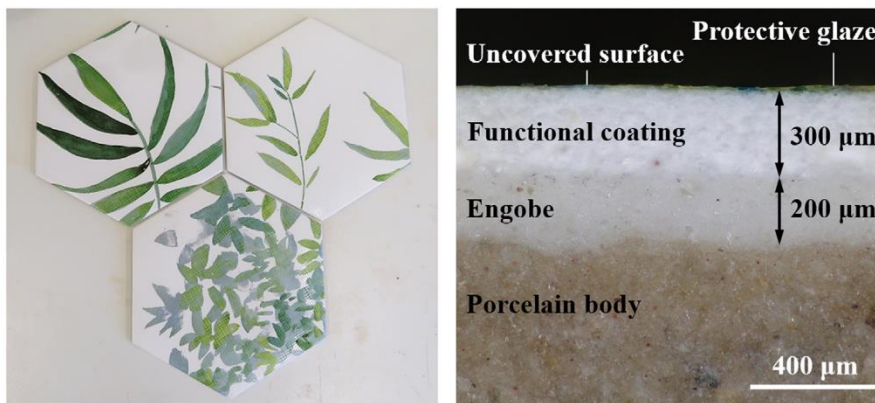 Protective glaze
Uncovered surface
Functional coating
300 μm
Engobe
200 μm
Porcelain body
400 μm